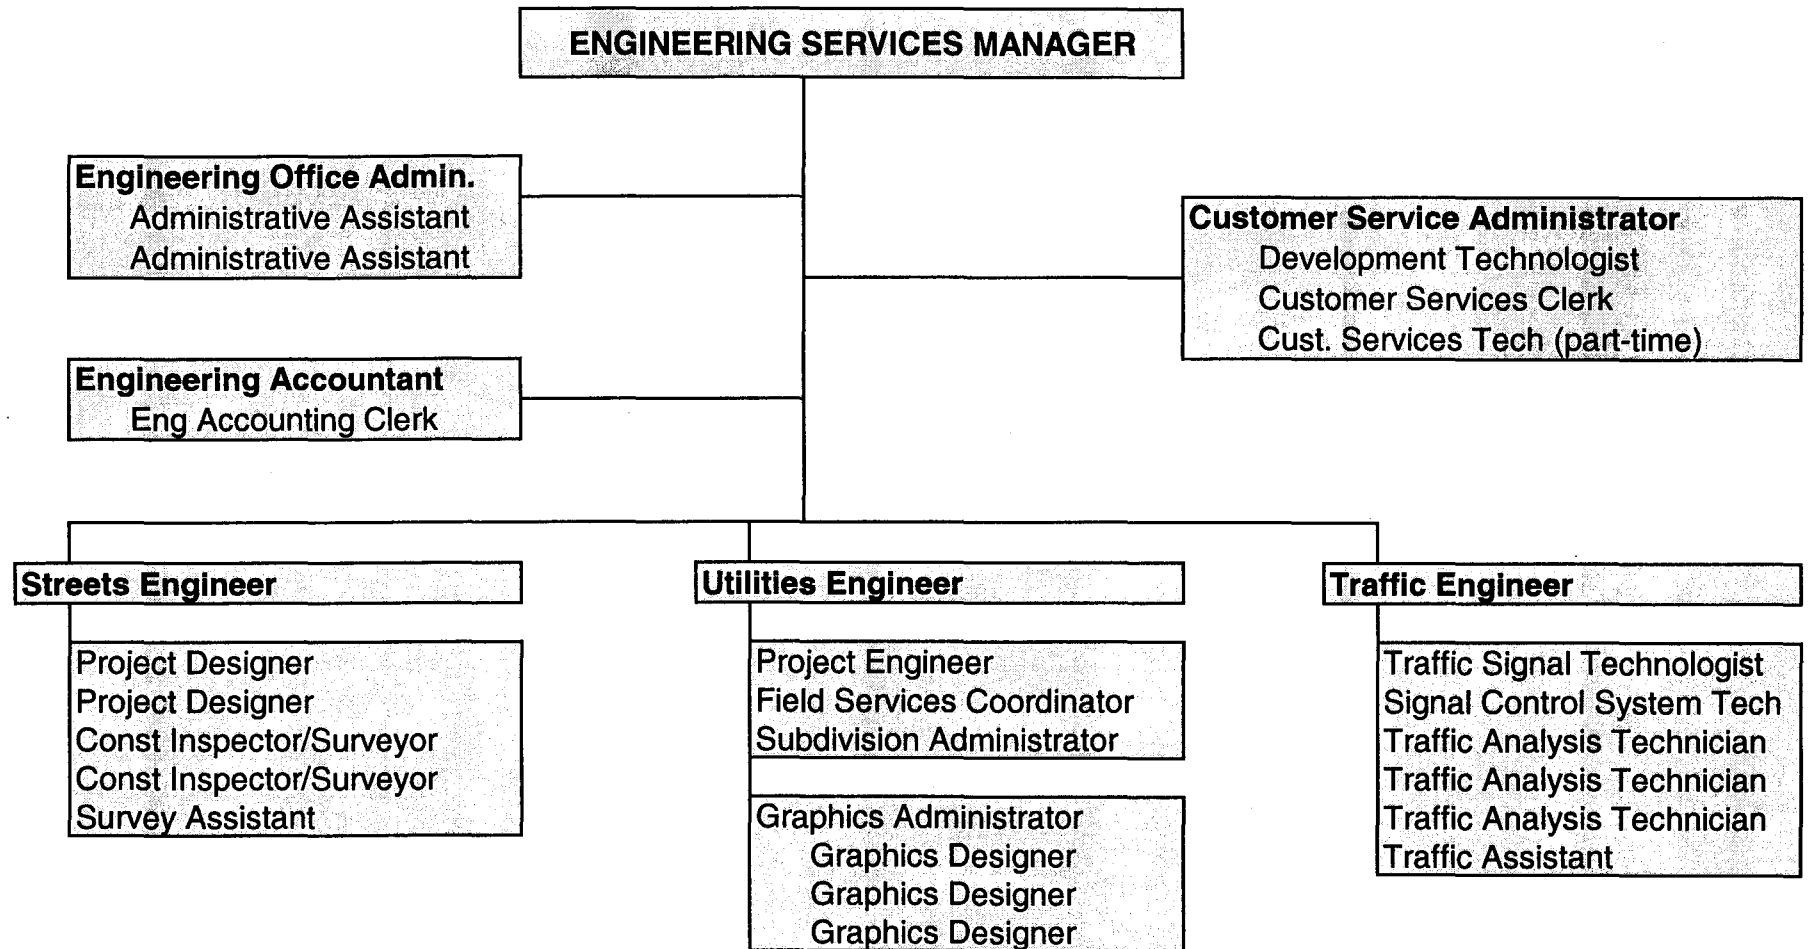 ENGINEERING SERVICES MANAGER
Engineering Office Admin.
Administrative Assistant
Administrative Assistant
Customer Service Administrator
Development Technologist
Customer Services Clerk
Cust. Services Tech (part-time)
Engineering Accountant
Eng Accounting Clerk
Streets Engineer
Project Designer
Project Designer
Const Inspector/Surveyor
Const Inspector/Surveyor
Survey Assistant
Utilities Engineer
Project Engineer
Field Services Coordinator
Subdivision Administrator
Graphics Administrator
Graphics Designer
Graphics Designer
Graphics Designer
Traffic Engineer
Traffic Signal Technologist
Signal Control System Tech
Traffic Analysis Technician
Traffic Analysis Technician
Traffic Analysis Technician
Traffic Assistant